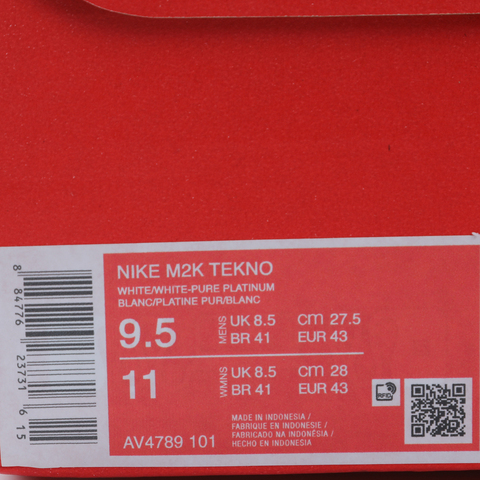 NIKE M2K TEKNO
WHITE/WHITE-PURE PLATINUM
BLANC/PLATINE PUR/BLANC
9.5 MENS UK 8.5 cm 27.5
BR 41 EUR 43
11 WMNS UK 8.5 cm 28
BR 41 EUR 43
RFID
MADE IN INDONESIA /
FABRIQUE EN INDONESIE /
FABRICADO NA INDONÉSIA /
HECHO EN INDONESIA
AV4789 101
8 84776 23731 6 15